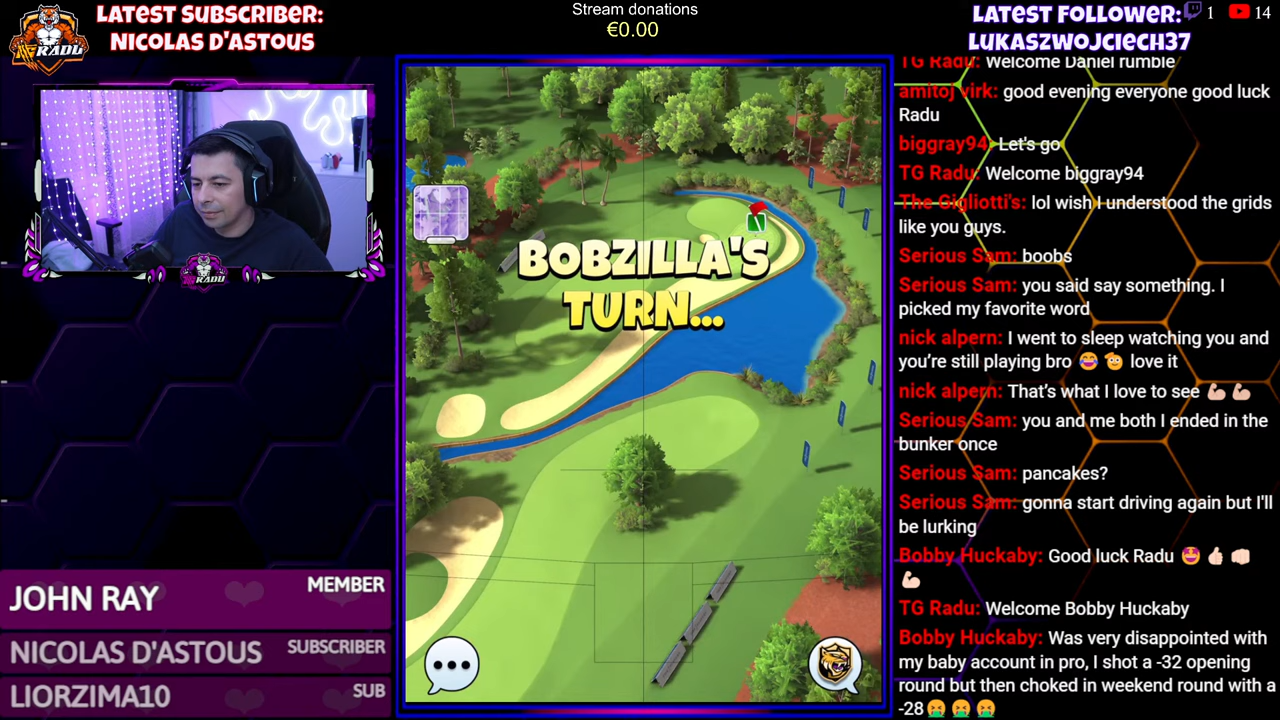 LATEST SUBSCRIBER:
NICOLAS D'ASTOUS
RADU
Stream donations
€0.00
LATEST FOLLOWER:
LUKASZWOJCIECH37
1
14
RADU
BOBZILLA'S
TURN...
JOHN RAY
MEMBER
NICOLAS D'ASTOUS
SUBSCRIBER
LIORZIMA10
SUB
TG Radu: Welcome Daniel rumble
amitoj virk: good evening everyone good luck
Radu
biggray94: Let's go
TG Radu: Welcome biggray94
The Gigliotti's: lol wish I understood the grids
like you guys.
Serious Sam: boobs
Serious Sam: you said say something. I
picked my favorite word
nick alpern: I went to sleep watching you and
you’re still playing bro 😂 🤕 love it
nick alpern: That’s what I love to see 💪🏻 💪🏻
Serious Sam: you and me both I ended in the
bunker once
Serious Sam: pancakes?
Serious Sam: gonna start driving again but I'll
be lurking
Bobby Huckaby: Good luck Radu 🤩 👍🏻 👊🏻
💪🏻
TG Radu: Welcome Bobby Huckaby
Bobby Huckaby: Was very disappointed with
my baby account in pro, I shot a -32 opening
round but then choked in weekend round with a
-28 🤮 🤮 🤮